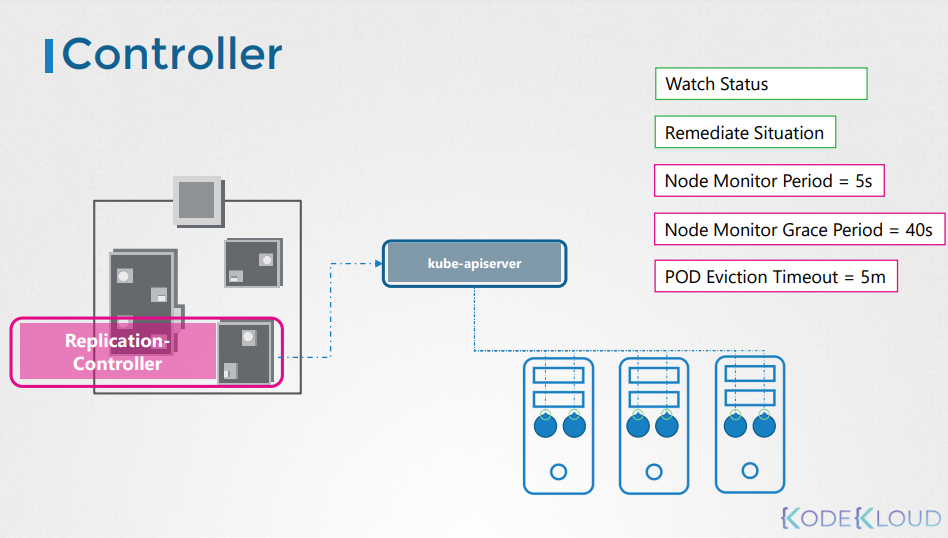 Controller
Watch Status
Remediate Situation
Node Monitor Period = 5s
Node Monitor Grace Period = 40s
POD Eviction Timeout = 5m
kube-apiserver
Replication-
Controller
KODEKLOUD